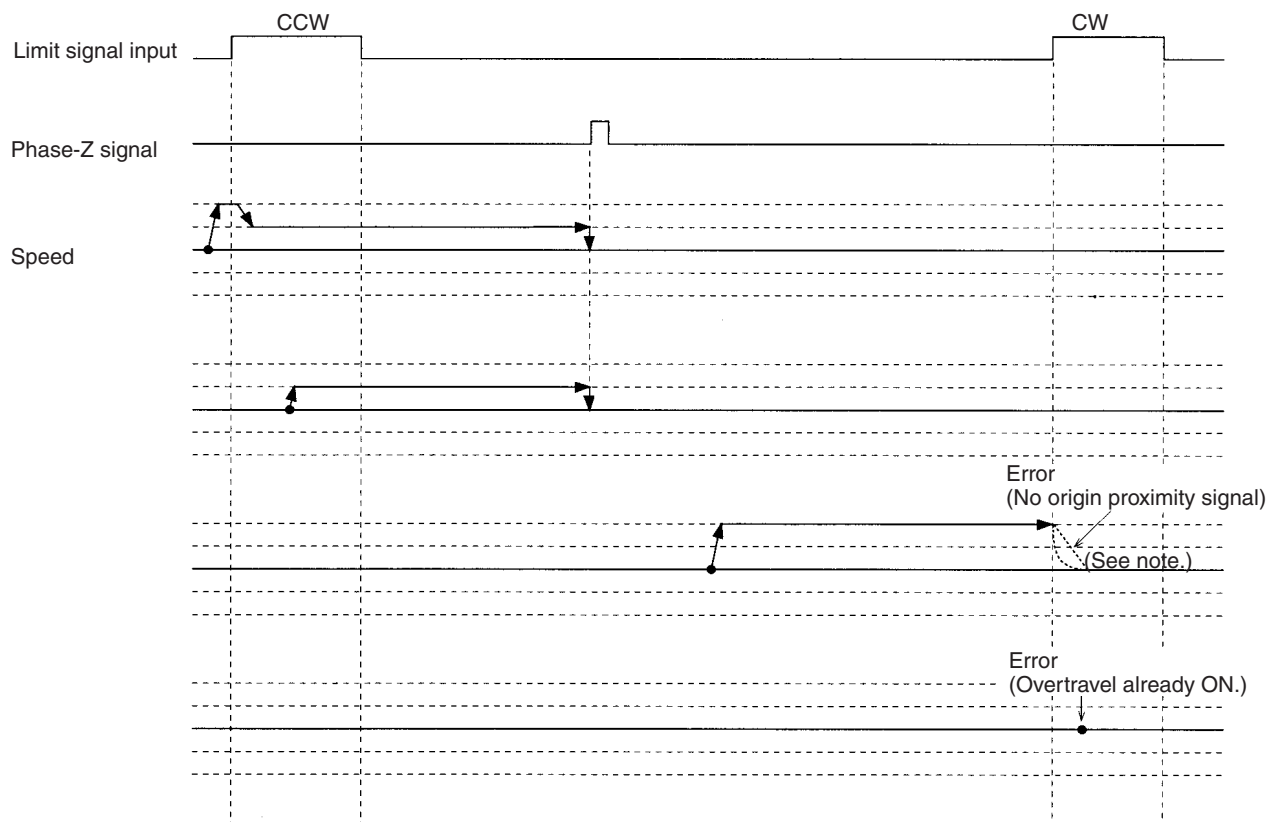 CCW
CW
Limit signal input
Phase-Z signal
Speed
Error
(No origin proximity signal)
(See note.)
Error
(Overtravel already ON.)